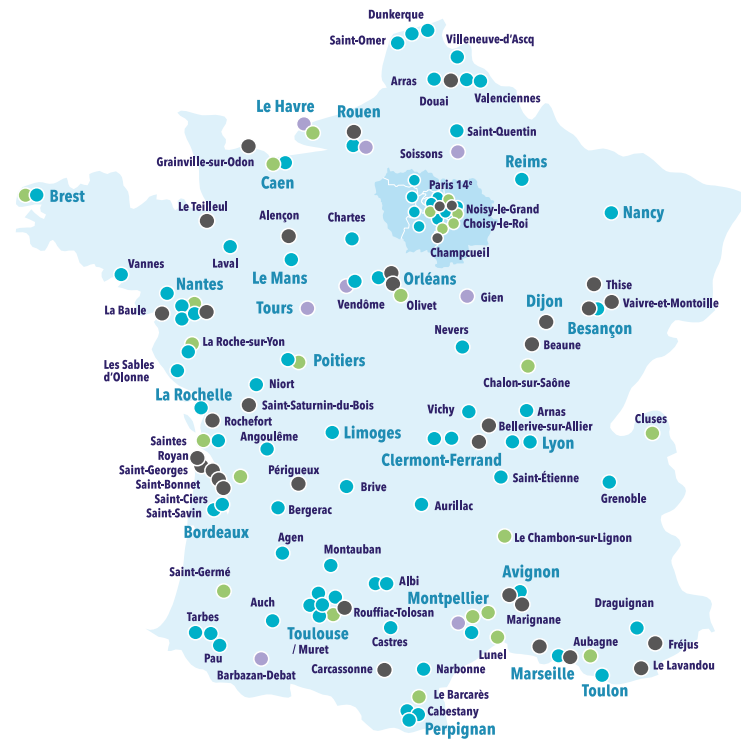 Dunkerque
Saint-Omer
Villeneuve-d'Ascq
Arras
Douai
Valenciennes
Le Havre
Rouen
Saint-Quentin
Soissons
Grainville-sur-Odon
Caen
Reims
Paris 14e
Brest
Le Teilleul
Alençon
Chartes
Noisy-le-Grand
Choisy-le-Roi
Nancy
Champcueil
Vannes
Laval
Le Mans
Nantes
Orléans
Thise
La Baule
Tours
Vendôme
Olivet
Gien
Dijon
Vaivre-et-Montoille
Besançon
Nevers
Beaune
La Roche-sur-Yon
Les Sables
d'Olonne
Poitiers
Chalon-sur-Saône
Niort
La Rochelle
Saint-Saturnin-du-Bois
Rochefort
Vichy
Arnas
Bellerive-sur-Allier
Cluses
Saintes
Angoulême
Limoges
Clermont-Ferrand
Lyon
Royan
Saint-Georges
Saint-Bonnet
Périgueux
Saint-Étienne
Grenoble
Saint-Ciers
Saint-Savin
Brive
Bordeaux
Bergerac
Aurillac
Le Chambon-sur-Lignon
Agen
Montauban
Saint-Germé
Albi
Avignon
Montpellier
Auch
Rouffiac-Tolosan
Marignane
Draguignan
Tarbes
Toulouse
/ Muret
Castres
Lunel
Aubagne
Fréjus
Pau
Barbazan-Debat
Carcassonne
Narbonne
Marseille
Le Lavandou
Toulon
Le Barcarès
Cabestany
Perpignan